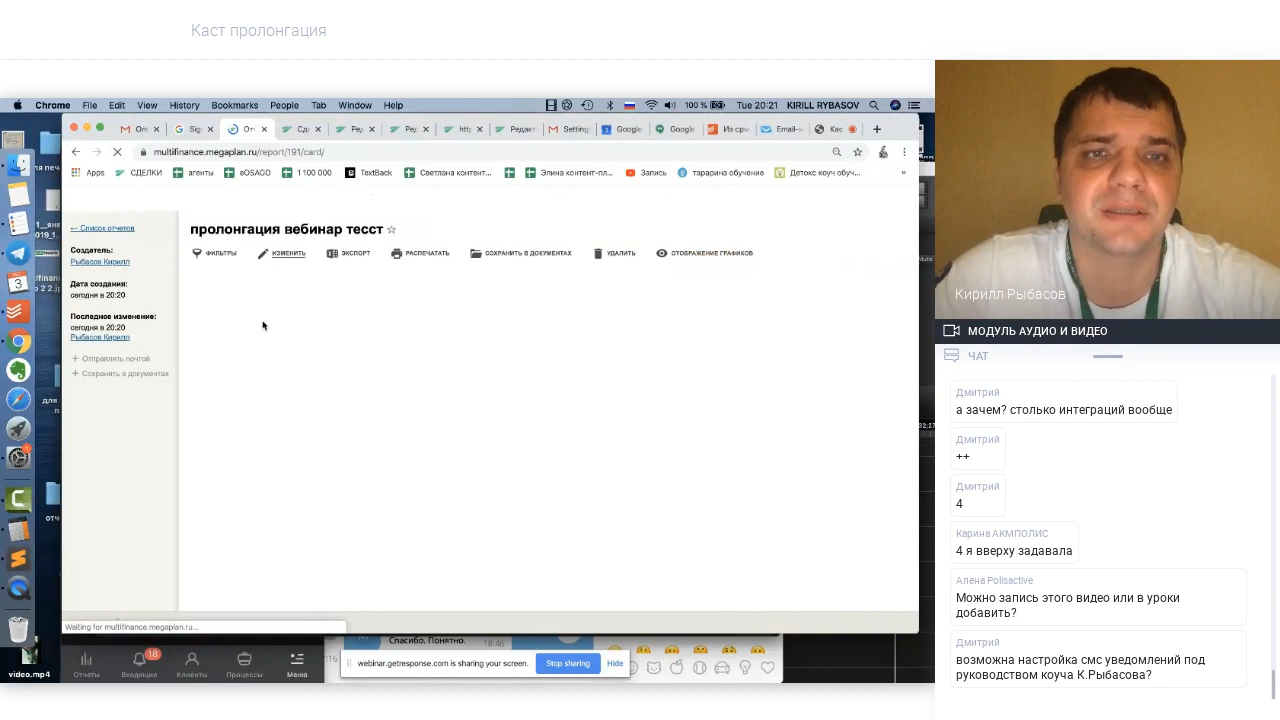 Каст пролонгация
Chrome File Edit View History Bookmarks People Tab Window Help
100 % Tue 20:21 KIRILL RYBASOV
multifinance.megaplan.ru/report/191/card/
Apps СДЕЛКИ агенты eOSAGO 1 100 000 TextBack Светлана контент... Элина контент-пл... Запись тарарина обучение Детокс коуч обуч... »
← Список отчетов
Создатель:
Рыбасов Кирилл
Дата создания:
сегодня в 20:20
Последнее изменение:
сегодня в 20:20
Рыбасов Кирилл
+ Отправлять почтой
+ Сохранять в документах
пролонгация вебинар тесст
ФИЛЬТРЫ ИЗМЕНИТЬ ЭКСПОРТ РАСПЕЧАТАТЬ СОХРАНИТЬ В ДОКУМЕНТАХ УДАЛИТЬ ОТОБРАЖЕНИЕ ГРАФИКОВ
Waiting for multifinance.megaplan.ru...
Спасибо. Понятно.
18:46
18
Отчеты Входящие Клиенты Процессы Меню
webinar.getresponse.com is sharing your screen. Stop sharing Hide
video.mp4
Кирилл Рыбасов
МОДУЛЬ АУДИО И ВИДЕО
ЧАТ
Дмитрий
а зачем? столько интеграций вообще
Дмитрий
++
Дмитрий
4
Карина АКМПОЛИС
4 я вверху задавала
Алена Polisactive
Можно запись этого видео или в уроки
добавить?
Дмитрий
возможна настройка смс уведомлений под
руководством коуча К.Рыбасова?